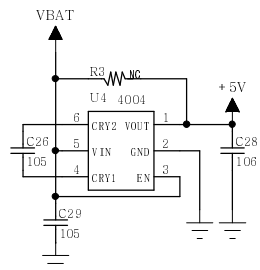 VBAT
R3 NC
U4 4004
+5V
6 CRY2 VOUT 1
C26
105
5 VIN GND 2
C28
106
4 CRY1 EN 3
C29
105